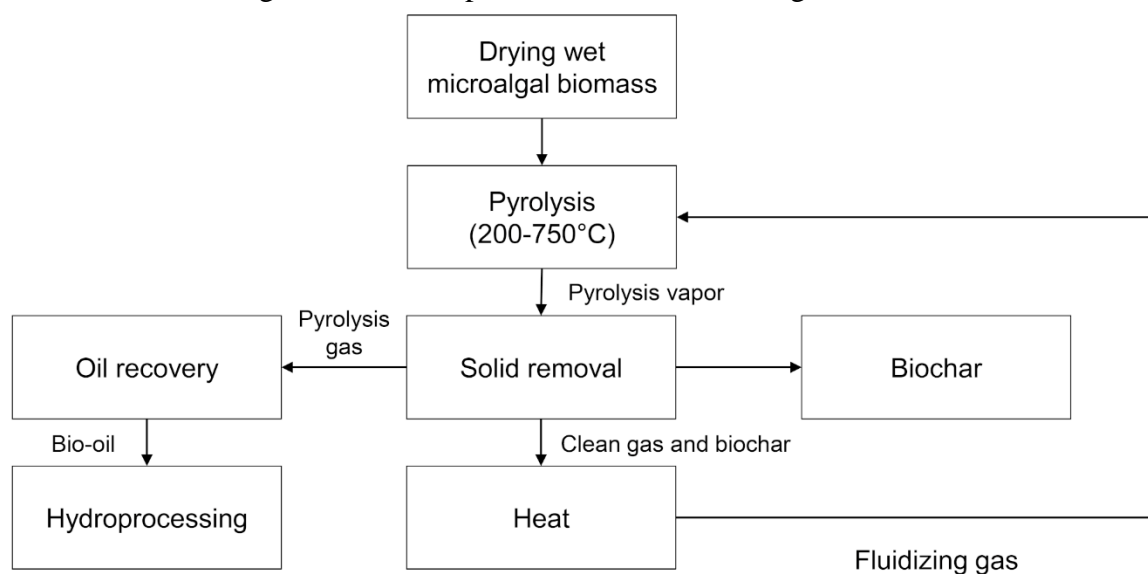 Drying wet
microalgal biomass
Pyrolysis
(200-750°C)
Pyrolysis vapor
Pyrolysis
gas
Oil recovery
Solid removal
Biochar
Bio-oil
Clean gas and biochar
Hydroprocessing
Heat
Fluidizing gas